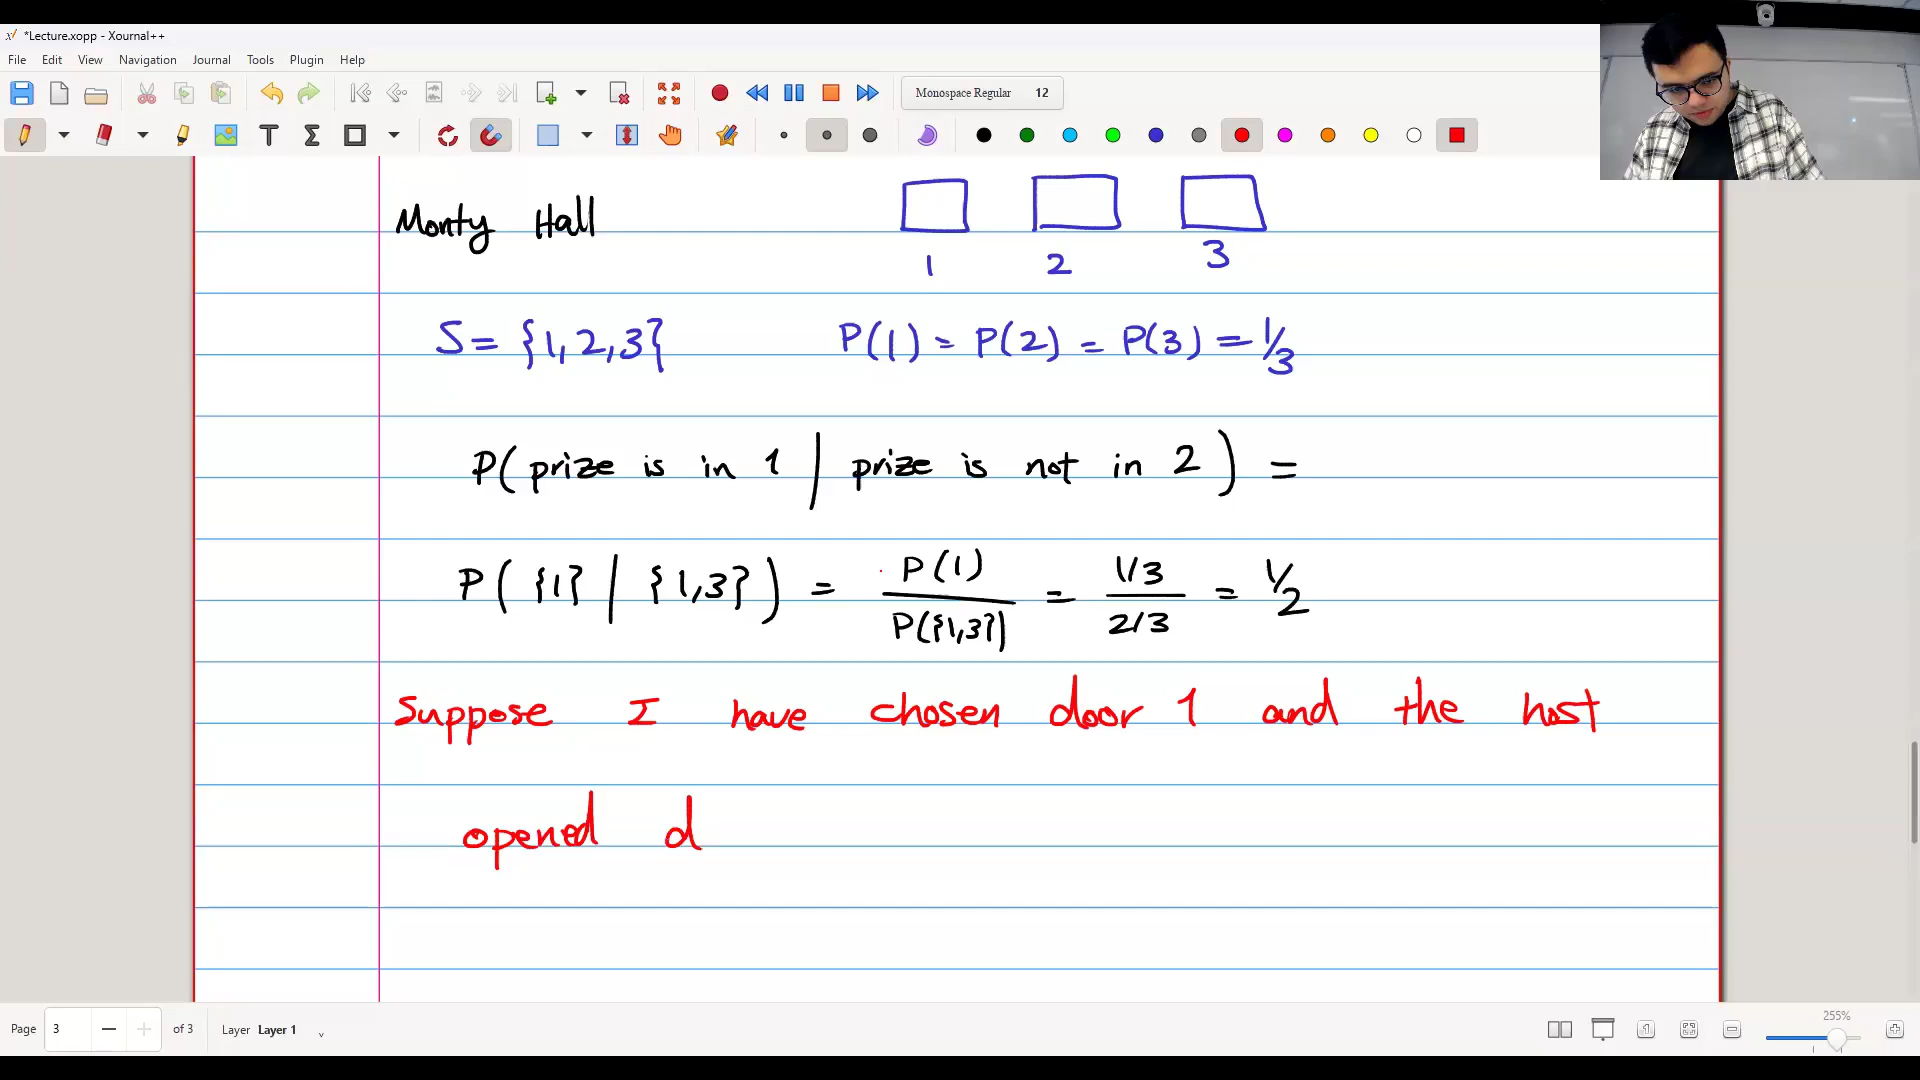 *Lecture.xopp - Xournal++
File Edit View Navigation Journal Tools Plugin Help
Monospace Regular 12
Monty Hall
1 2 3
S = {1,2,3} P(1) = P(2) = P(3) = 1/3
P( prize is in 1 | prize is not in 2 ) =
P( {1} | {1,3} ) = P(1) / P({1,3}) = 1/3 / 2/3 = 1/2
Suppose I have chosen door 1 and the host
opened d
Page 3 of 3 Layer Layer 1 255%